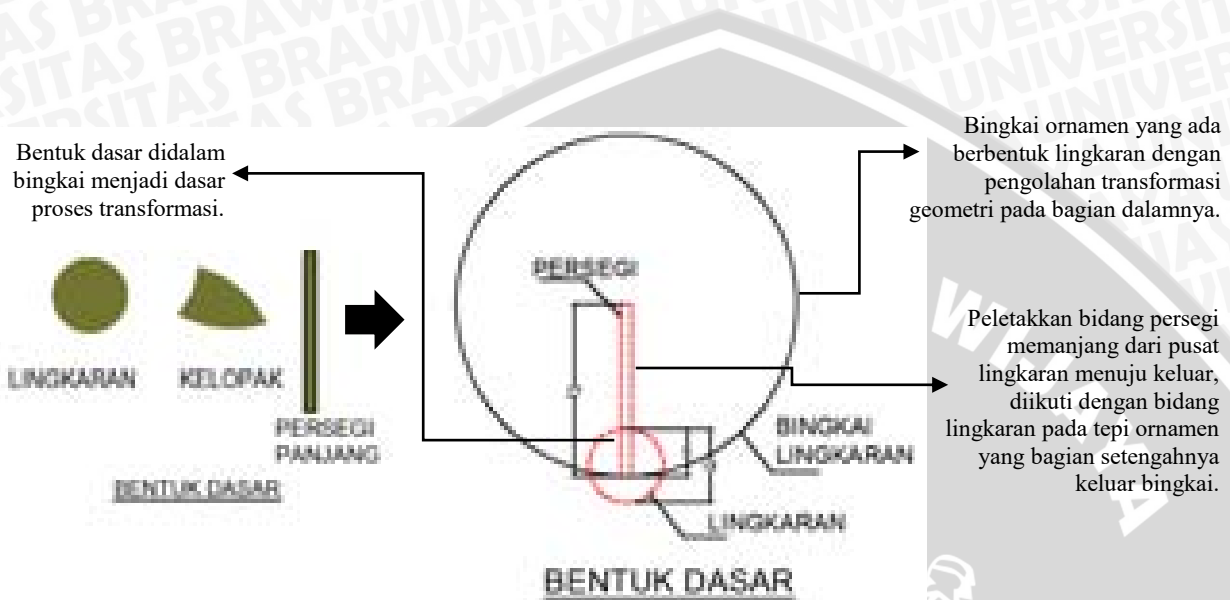 Bentuk dasar didalam
bingkai menjadi dasar
proses transformasi.
LINGKARAN
KELOPAK
PERSEGI
PANJANG
BENTUK DASAR
PERSEGI
BINGKAI
LINGKARAN
LINGKARAN
BENTUK DASAR
Bingkai ornamen yang ada
berbentuk lingkaran dengan
pengolahan transformasi
geometri pada bagian dalamnya.
Peletakkan bidang persegi
memanjang dari pusat
lingkaran menuju keluar,
diikuti dengan bidang
lingkaran pada tepi ornamen
yang bagian setengahnya
keluar bingkai.